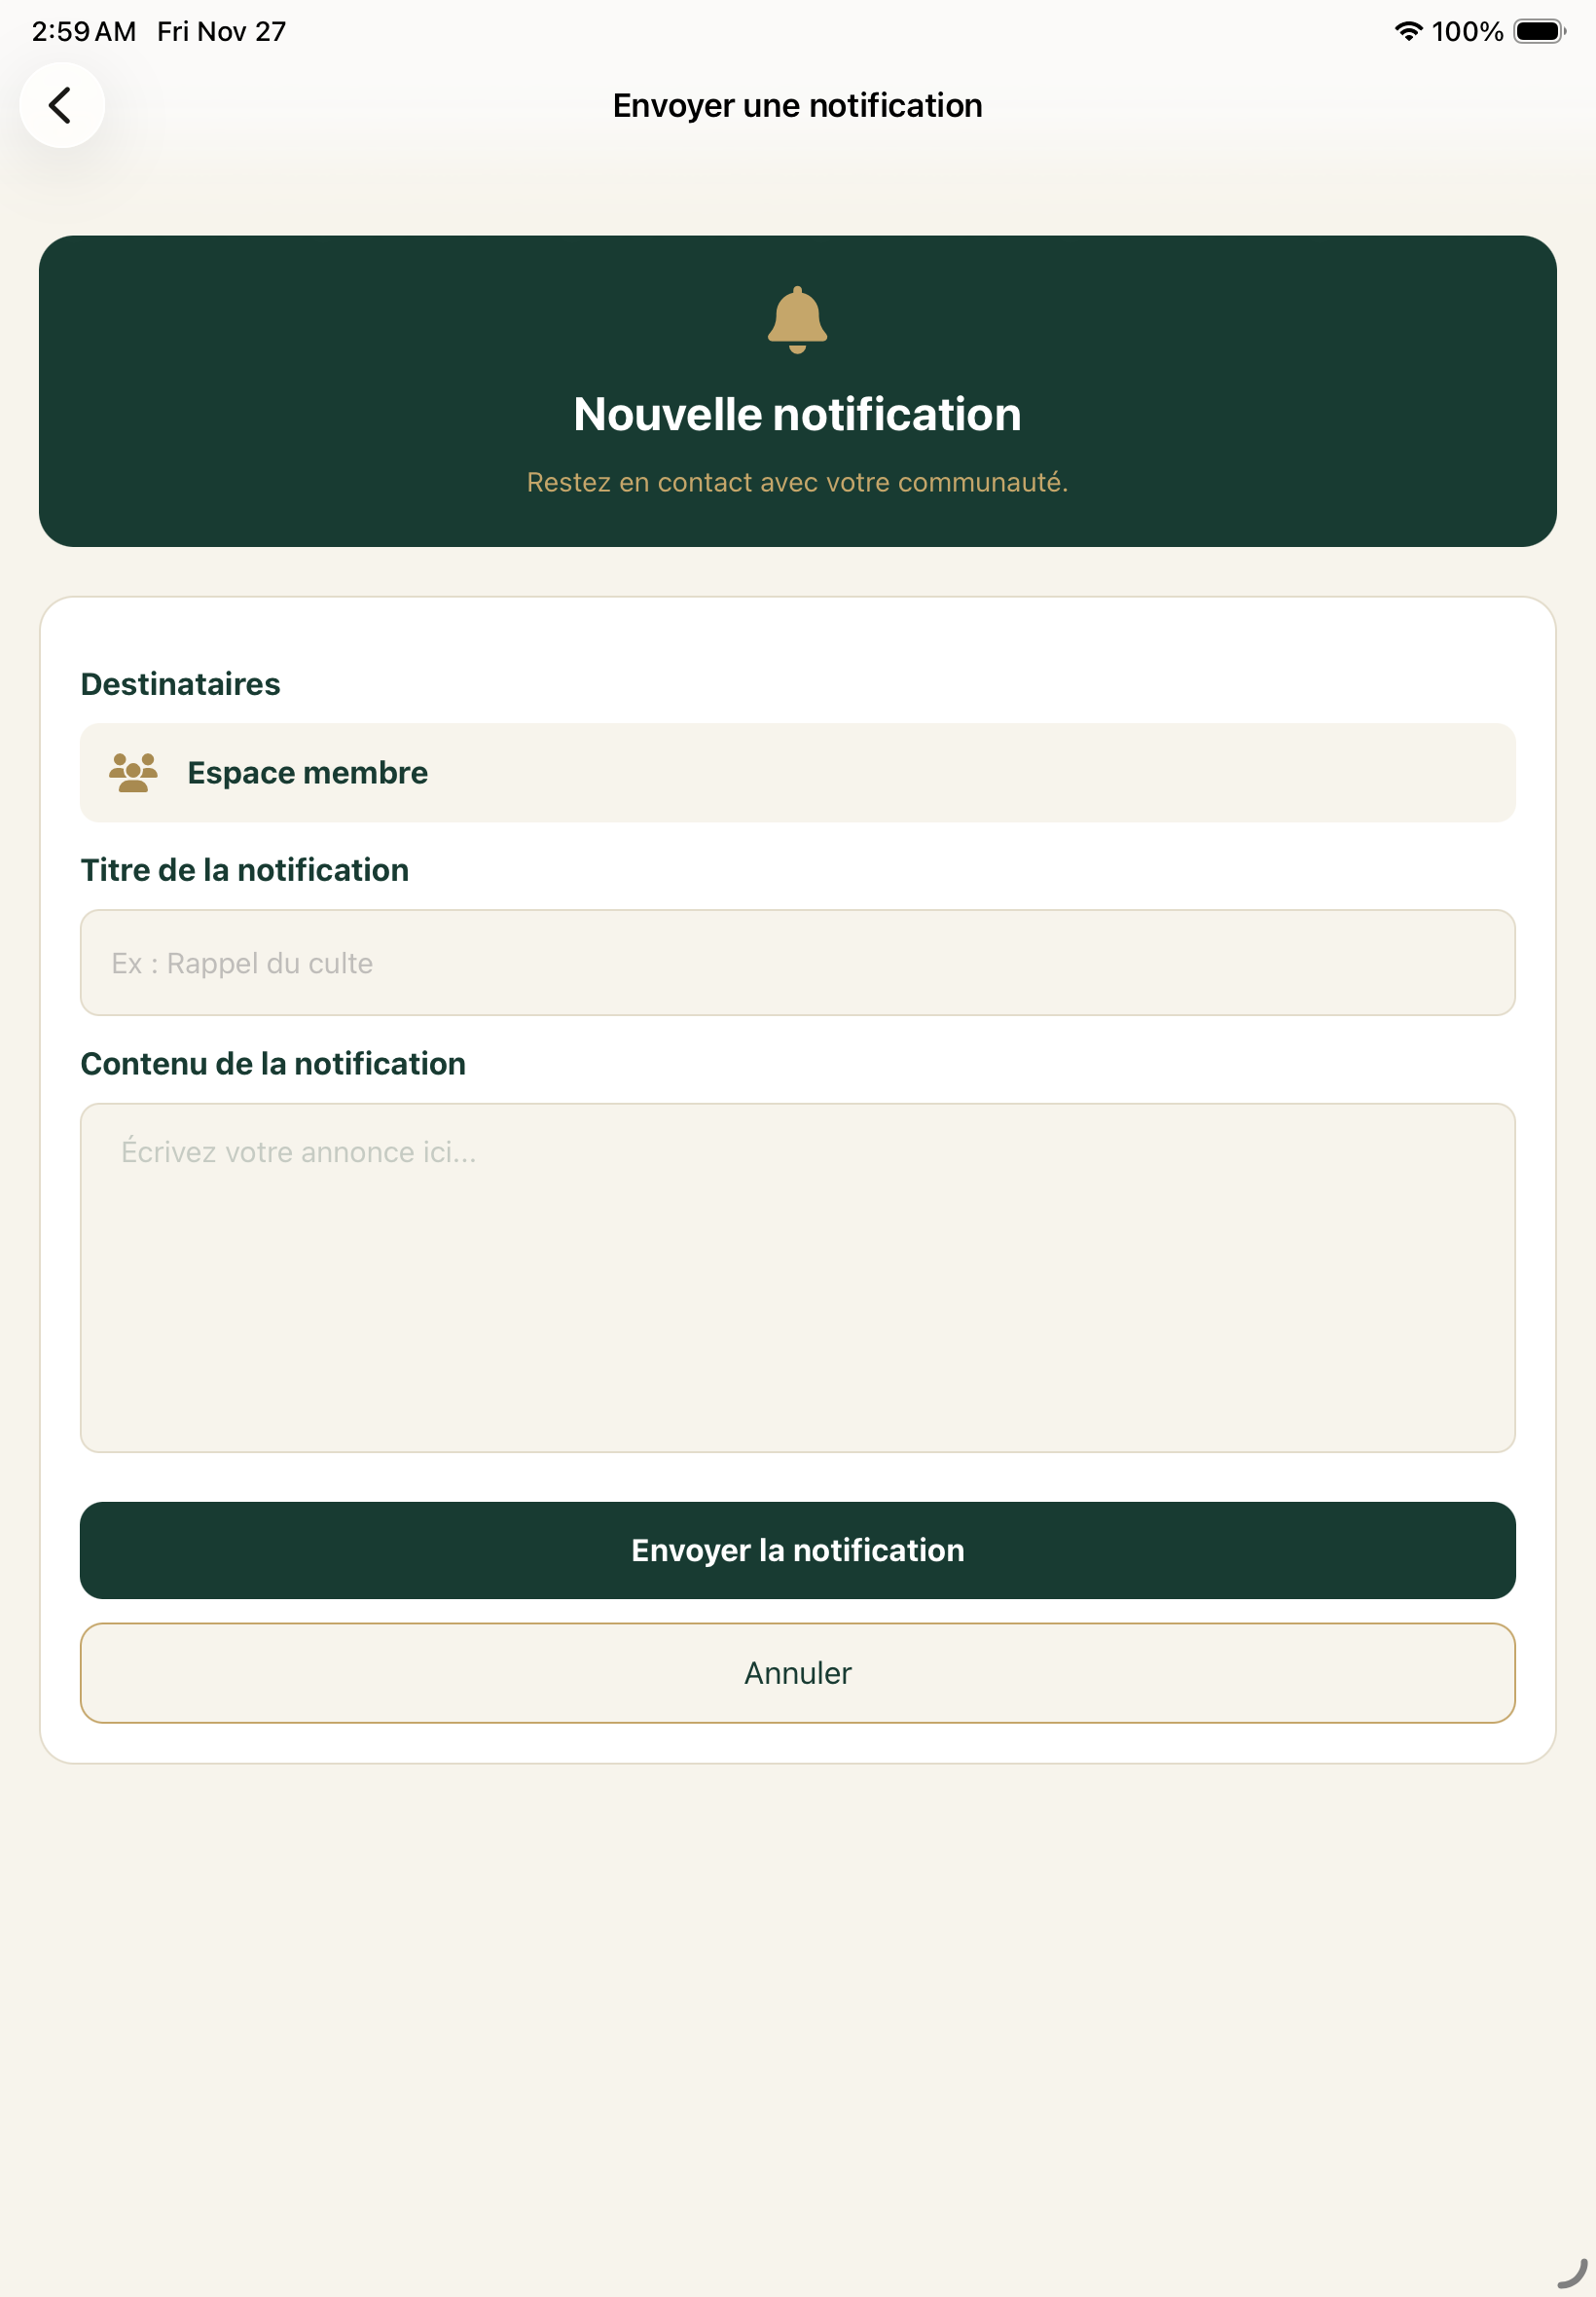 2:59 AM Fri Nov 27
100%
Envoyer une notification
Nouvelle notification
Restez en contact avec votre communauté.
Destinataires
Espace membre
Titre de la notification
Ex : Rappel du culte
Contenu de la notification
Écrivez votre annonce ici...
Envoyer la notification
Annuler